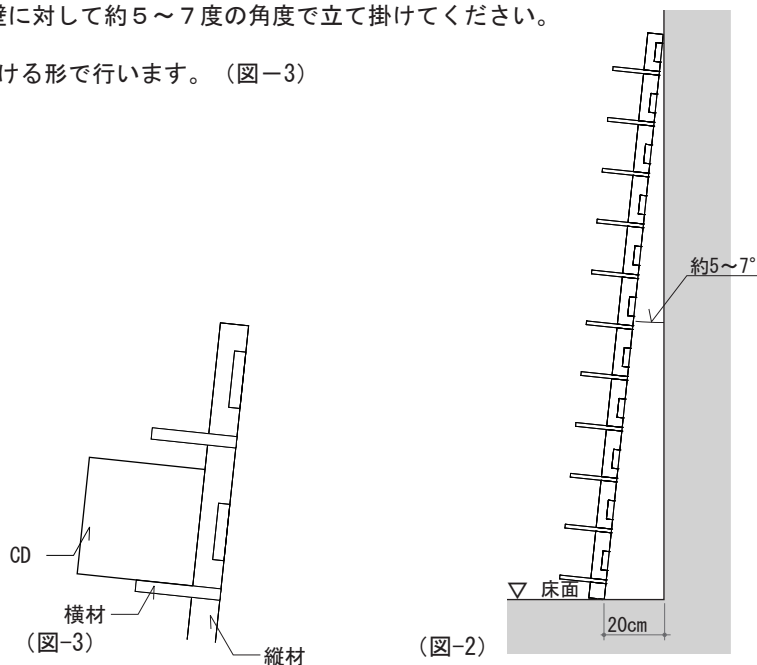 壁に対して約５～７度の角度で立て掛けてください。
ける形で行います。（図－3）
約5～7°
CD
横材
（図-3）
縦材
（図-2）
▽ 床面
20cm